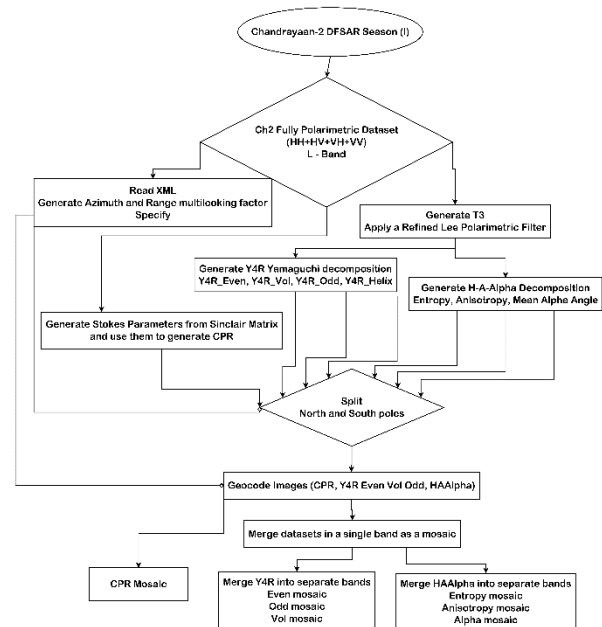 Chandrayaan-2 DFSAR Season (I)
Ch2 Fully Polarimetric Dataset
(HH+HV+VH+VV)
L - Band
Read XML
Generate Azimuth and Range multilooking factor
Specify
Generate T3
Apply a Refined Lee Polarimetric Filter
Generate Y4R Yamaguchi decomposition
Y4R_Even, Y4R_Vol, Y4R_Odd, Y4R_Helix
Generate H-A-Alpha Decomposition
Entropy, Anisotropy, Mean Alpha Angle
Generate Stokes Parameters from Sinclair Matrix
and use them to generate CPR
Split
North and South poles
Geocode Images (CPR, Y4R Even Vol Odd, HAAlpha)
Merge datasets in a single band as a mosaic
CPR Mosaic
Merge Y4R into separate bands
Even mosaic
Odd mosaic
Vol mosaic
Merge HAAlpha into separate bands
Entropy mosaic
Anisotropy mosaic
Alpha mosaic